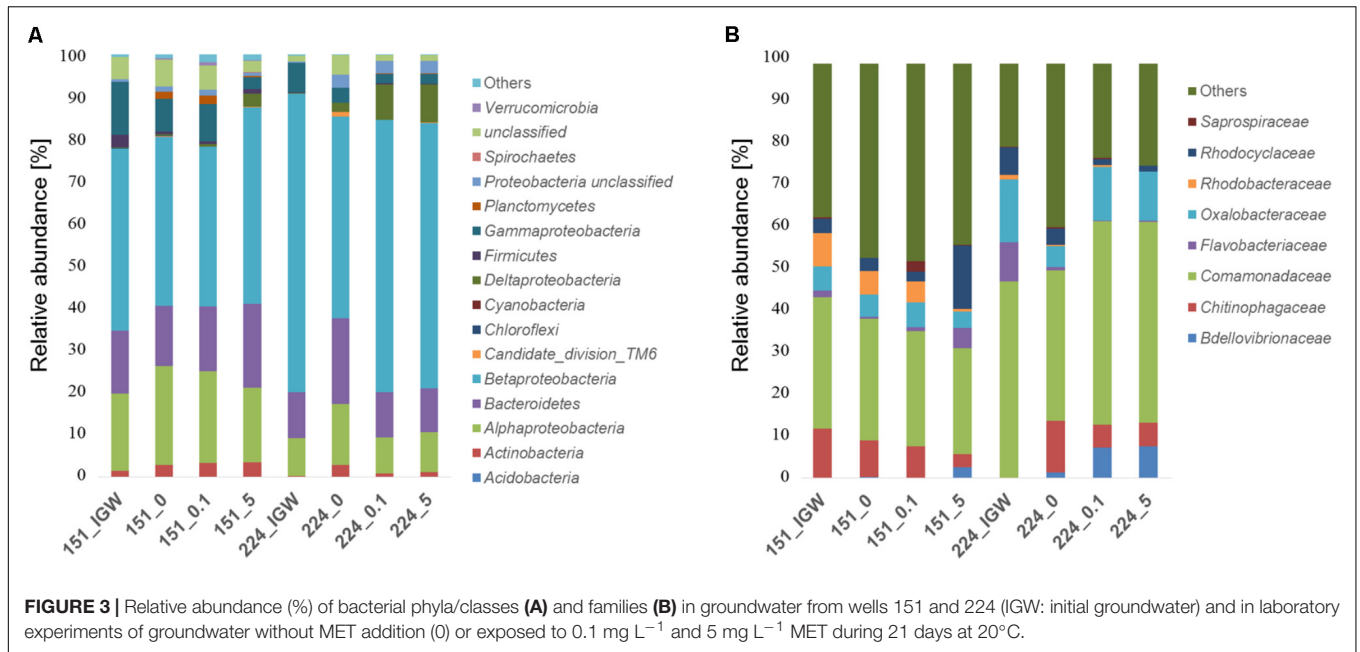 A
Relative abundance [%]
100
90
80
70
60
50
40
30
20
10
0
151_IGW
151_0
151_0.1
151_5
224_IGW
224_0
224_0.1
224_5
Others
Verrucomicrobia
unclassified
Spirochaetes
Proteobacteria unclassified
Planctomycetes
Gammaproteobacteria
Firmicutes
Deltaproteobacteria
Cyanobacteria
Chloroflexi
Candidate_division_TM6
Betaproteobacteria
Bacteroidetes
Alphaproteobacteria
Actinobacteria
Acidobacteria
B
Relative abundance [%]
100
90
80
70
60
50
40
30
20
10
0
151_IGW
151_0
151_0.1
151_5
224_IGW
224_0
224_0.1
224_5
Others
Saprospiraceae
Rhodocyclaceae
Rhodobacteraceae
Oxalobacteraceae
Flavobacteriaceae
Comamonadaceae
Chitinophagaceae
Bdellovibrionaceae
FIGURE 3 | Relative abundance (%) of bacterial phyla/classes (A) and families (B) in groundwater from wells 151 and 224 (IGW: initial groundwater) and in laboratory
experiments of groundwater without MET addition (0) or exposed to 0.1 mg L⁻¹ and 5 mg L⁻¹ MET during 21 days at 20°C.